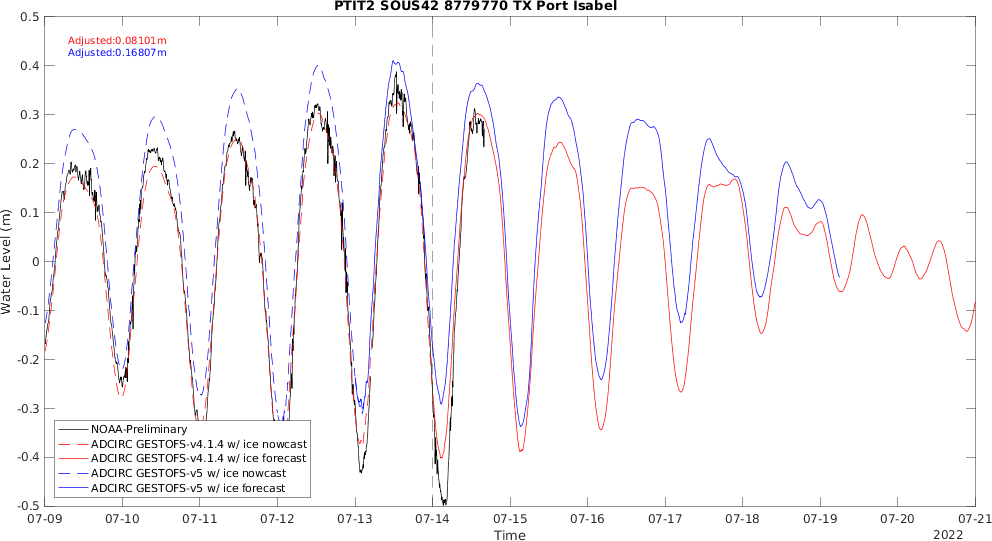 PTIT2 SOUS42 8779770 TX Port Isabel
Adjusted:0.08101m
Adjusted:0.16807m
Water Level (m)
0.5
0.4
0.3
0.2
0.1
0
-0.1
-0.2
-0.3
-0.4
-0.5
NOAA-Preliminary
ADCIRC GESTOFS-v4.1.4 w/ ice nowcast
ADCIRC GESTOFS-v4.1.4 w/ ice forecast
ADCIRC GESTOFS-v5 w/ ice nowcast
ADCIRC GESTOFS-v5 w/ ice forecast
07-09 07-10 07-11 07-12 07-13 07-14 07-15 07-16 07-17 07-18 07-19 07-20 07-21
Time
2022